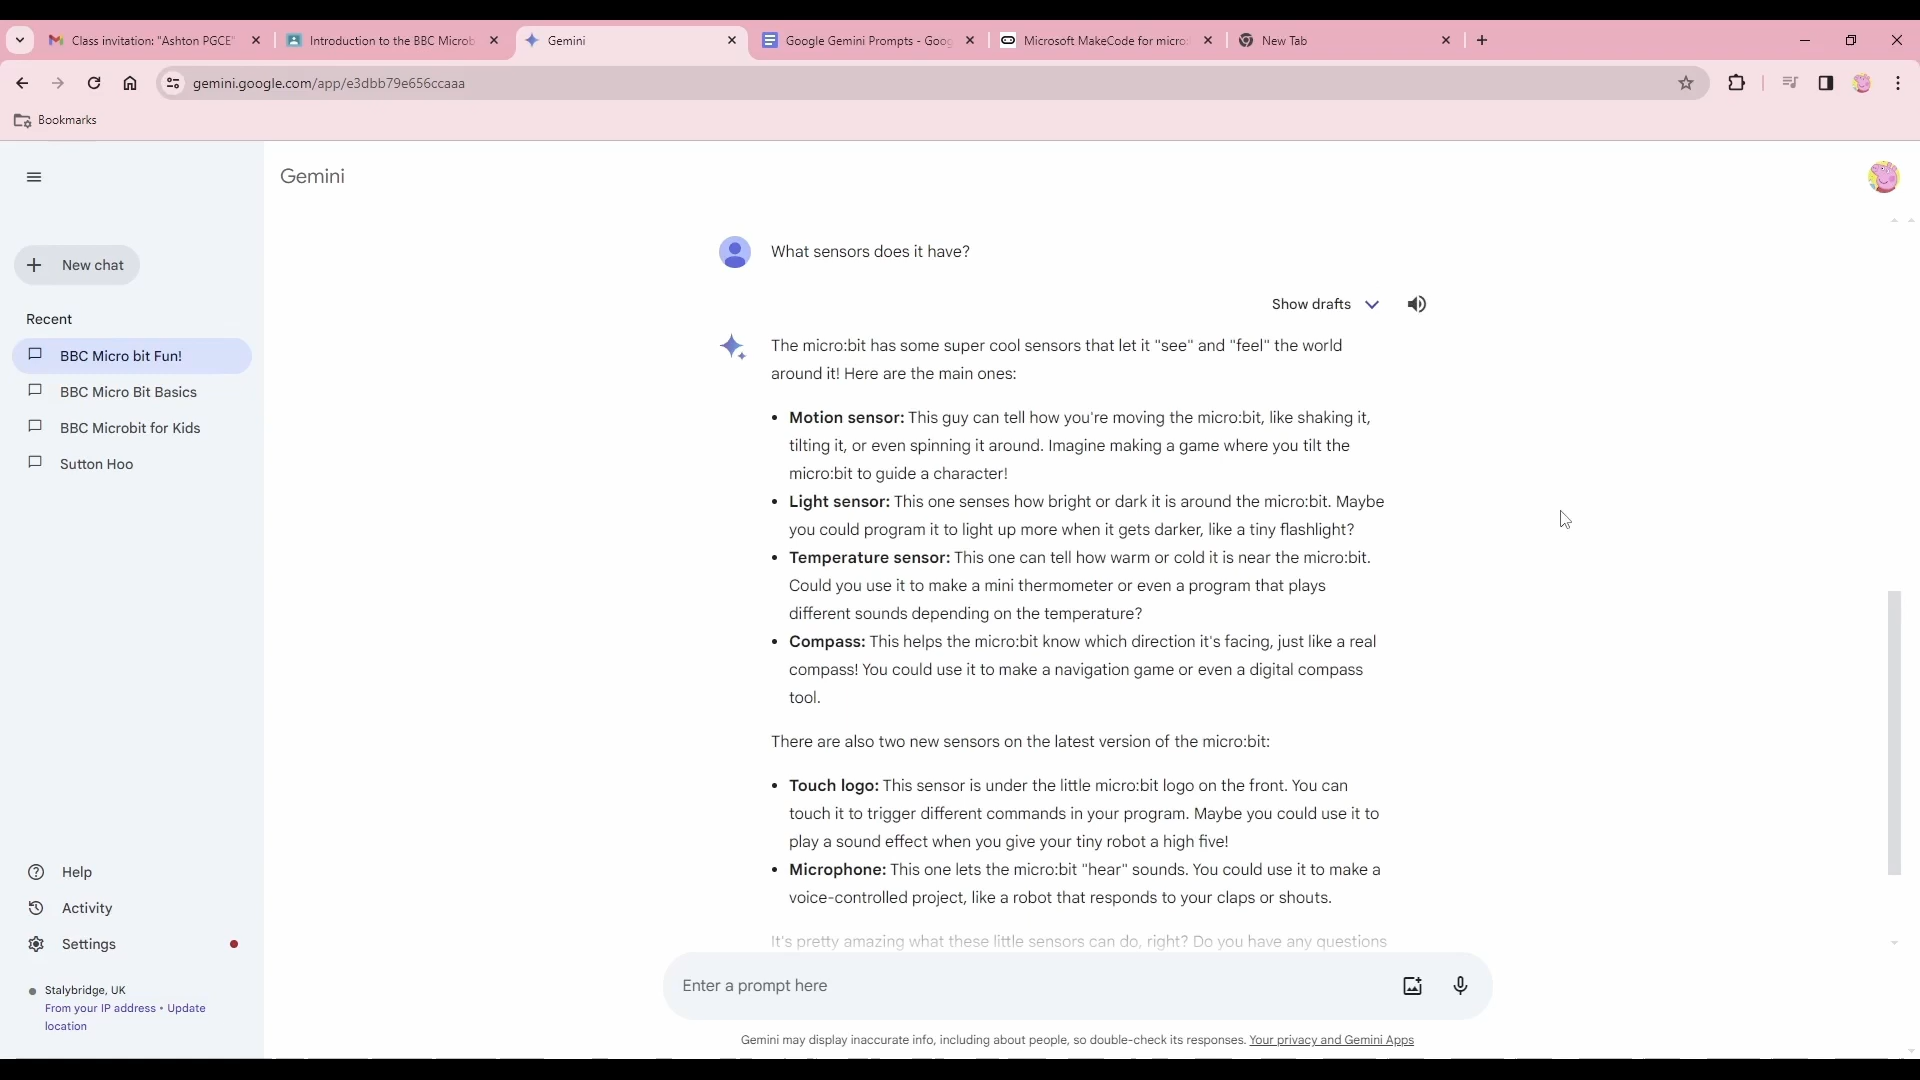 Class invitation: "Ashton PGCE"
Introduction to the BBC Microb
Gemini
Google Gemini Prompts - Goog
Microsoft MakeCode for micro:
New Tab
gemini.google.com/app/e3dbb79e656ccaaa
Bookmarks
Gemini
New chat
Recent
BBC Micro bit Fun!
BBC Micro Bit Basics
BBC Microbit for Kids
Sutton Hoo
Help
Activity
Settings
Stalybridge, UK
From your IP address • Update
location
What sensors does it have?
Show drafts
The micro:bit has some super cool sensors that let it "see" and "feel" the world
around it! Here are the main ones:
• Motion sensor: This guy can tell how you're moving the micro:bit, like shaking it,
tilting it, or even spinning it around. Imagine making a game where you tilt the
micro:bit to guide a character!
• Light sensor: This one senses how bright or dark it is around the micro:bit. Maybe
you could program it to light up more when it gets darker, like a tiny flashlight?
• Temperature sensor: This one can tell how warm or cold it is near the micro:bit.
Could you use it to make a mini thermometer or even a program that plays
different sounds depending on the temperature?
• Compass: This helps the micro:bit know which direction it's facing, just like a real
compass! You could use it to make a navigation game or even a digital compass
tool.
There are also two new sensors on the latest version of the micro:bit:
• Touch logo: This sensor is under the little micro:bit logo on the front. You can
touch it to trigger different commands in your program. Maybe you could use it to
play a sound effect when you give your tiny robot a high five!
• Microphone: This one lets the micro:bit "hear" sounds. You could use it to make a
voice-controlled project, like a robot that responds to your claps or shouts.
It's pretty amazing what these little sensors can do, right? Do you have any questions
Enter a prompt here
Gemini may display inaccurate info, including about people, so double-check its responses. Your privacy and Gemini Apps